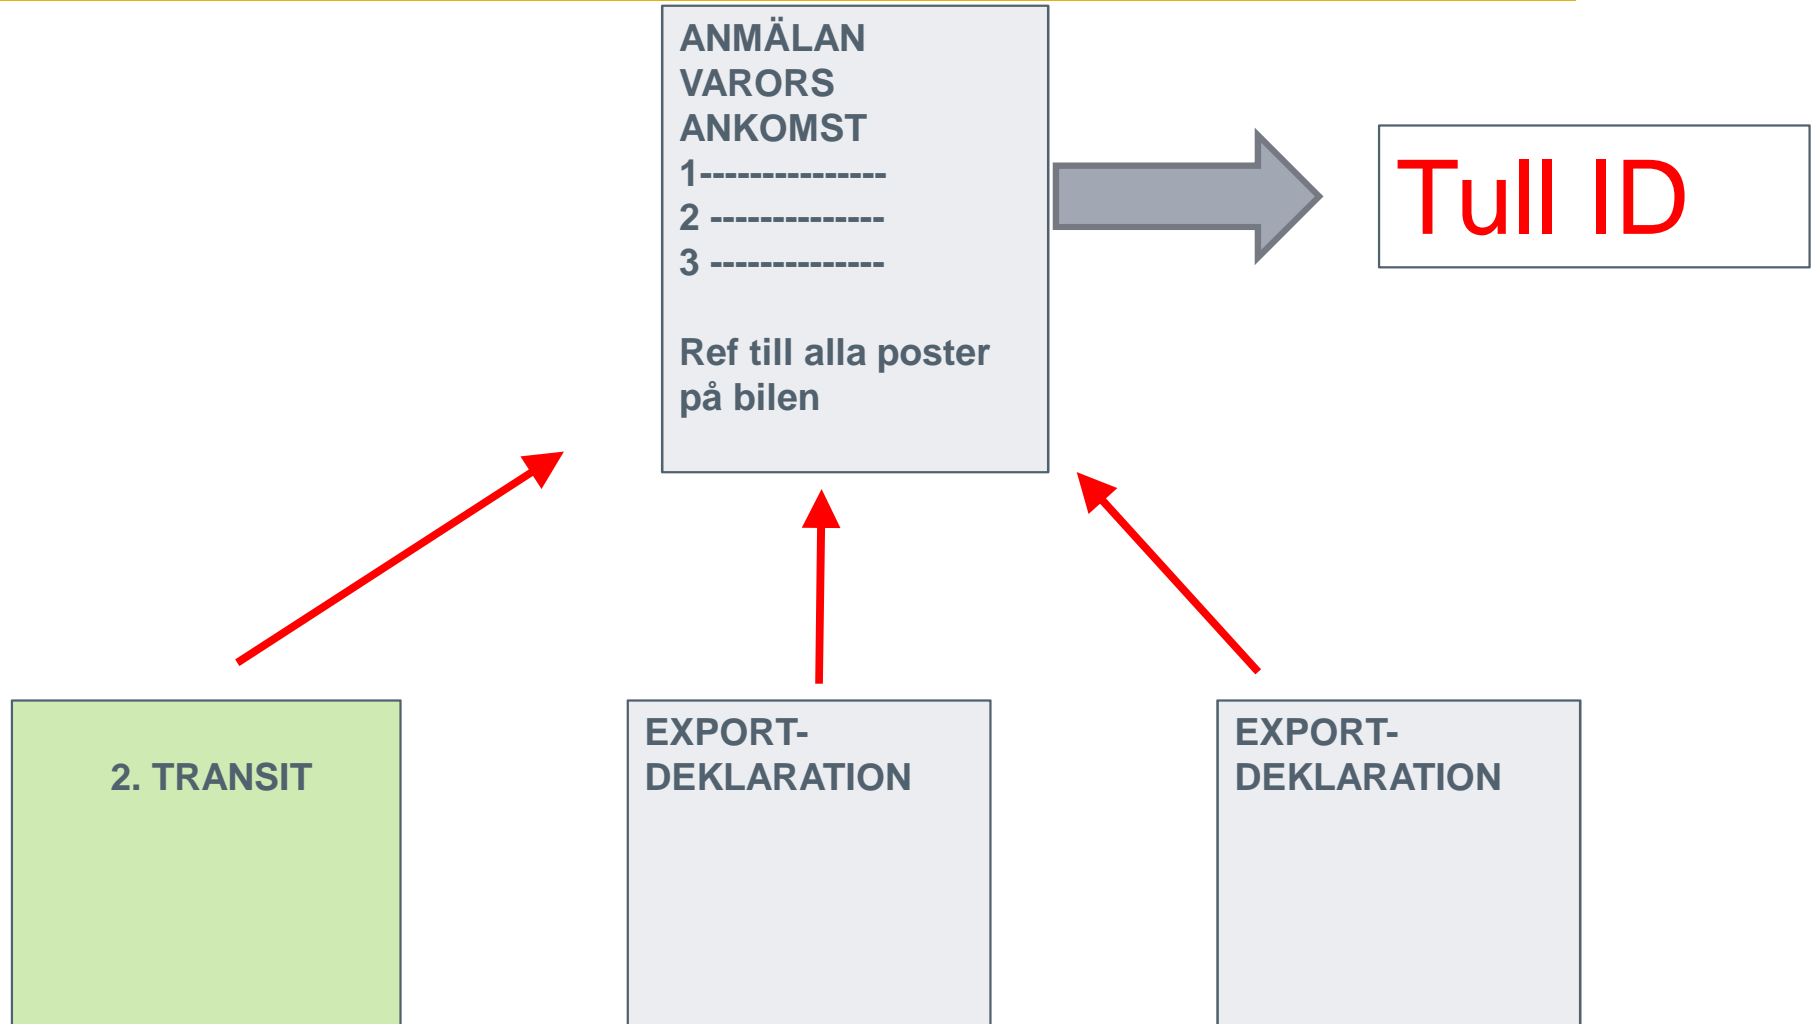 ANMÄLAN
VARORS
ANKOMST
1---------------
2 --------------
3 --------------
Ref till alla poster
på bilen
Tull ID
2. TRANSIT
EXPORT-
DEKLARATION
EXPORT-
DEKLARATION